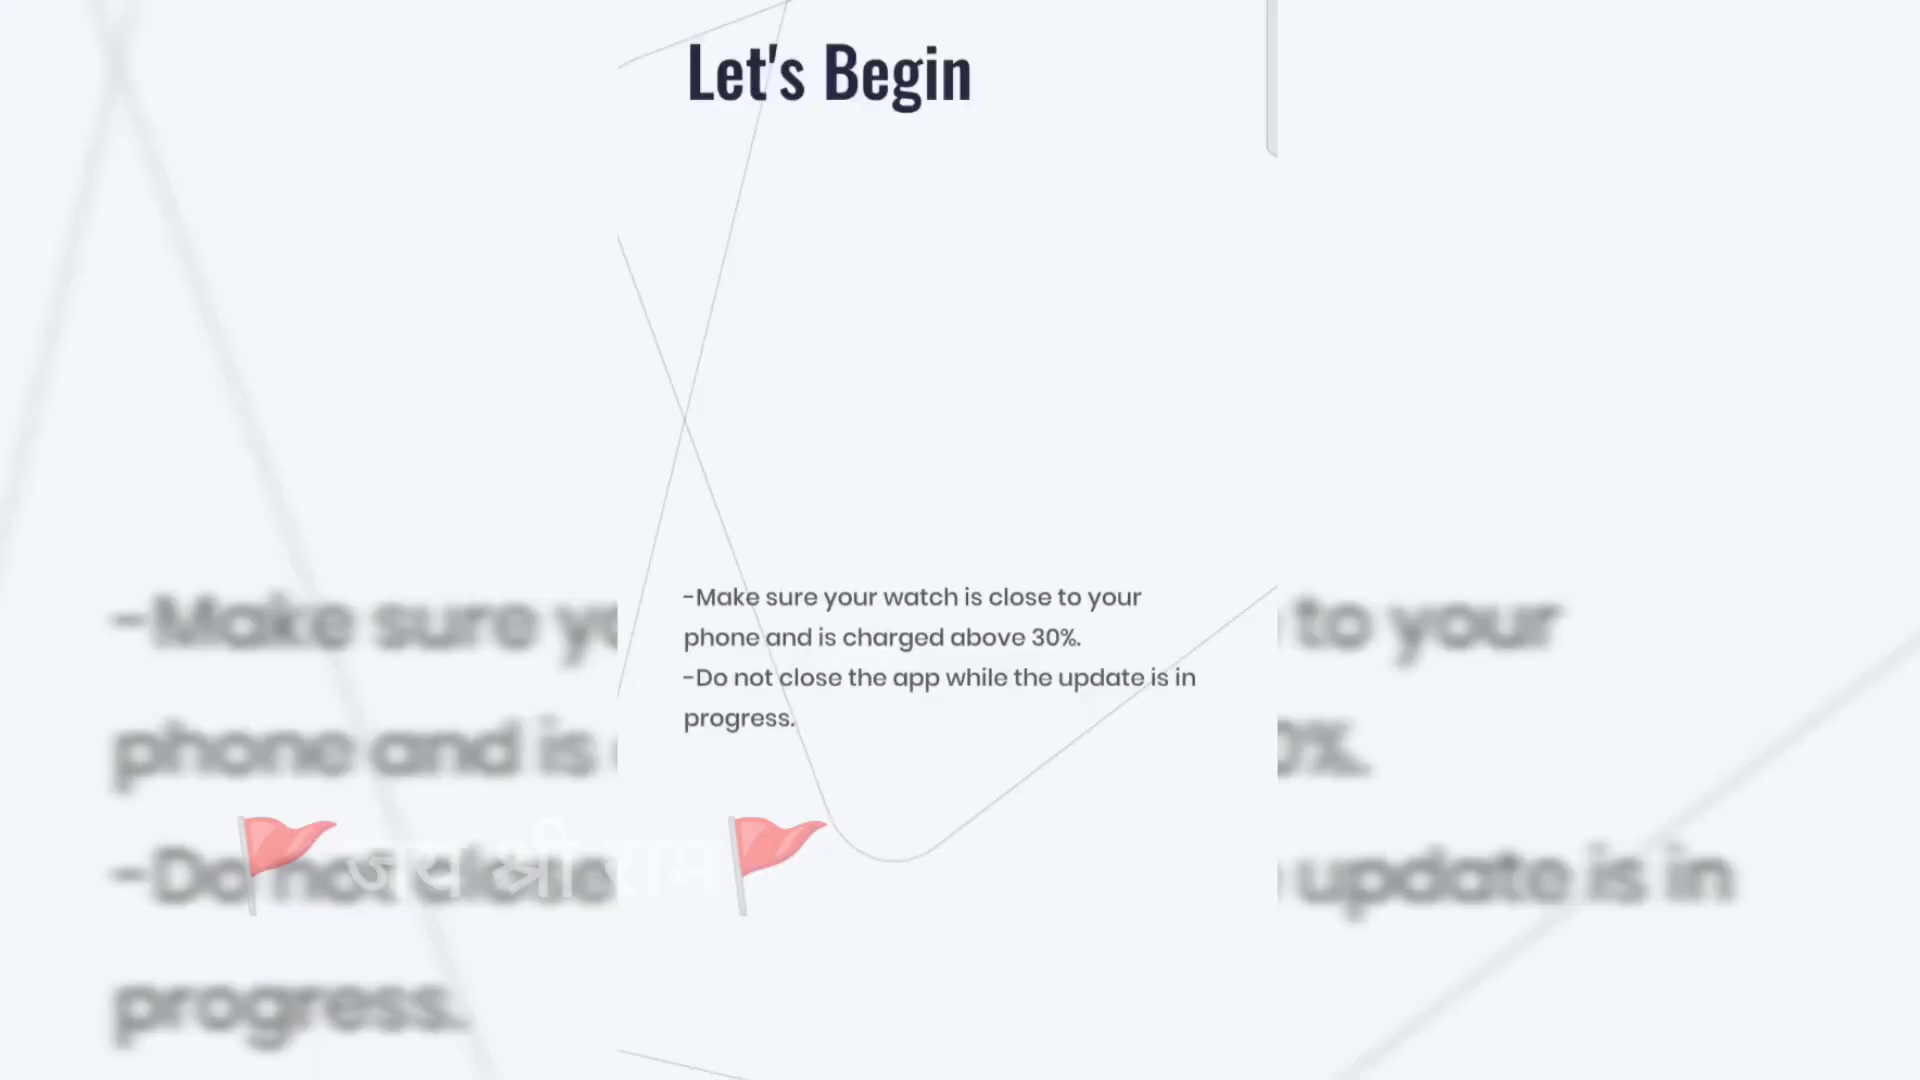 Let's Begin
-Make sure your watch is close to your
phone and is charged above 30%.
-Do not close the app while the update is in
progress.
🚩जय श्री राम🚩